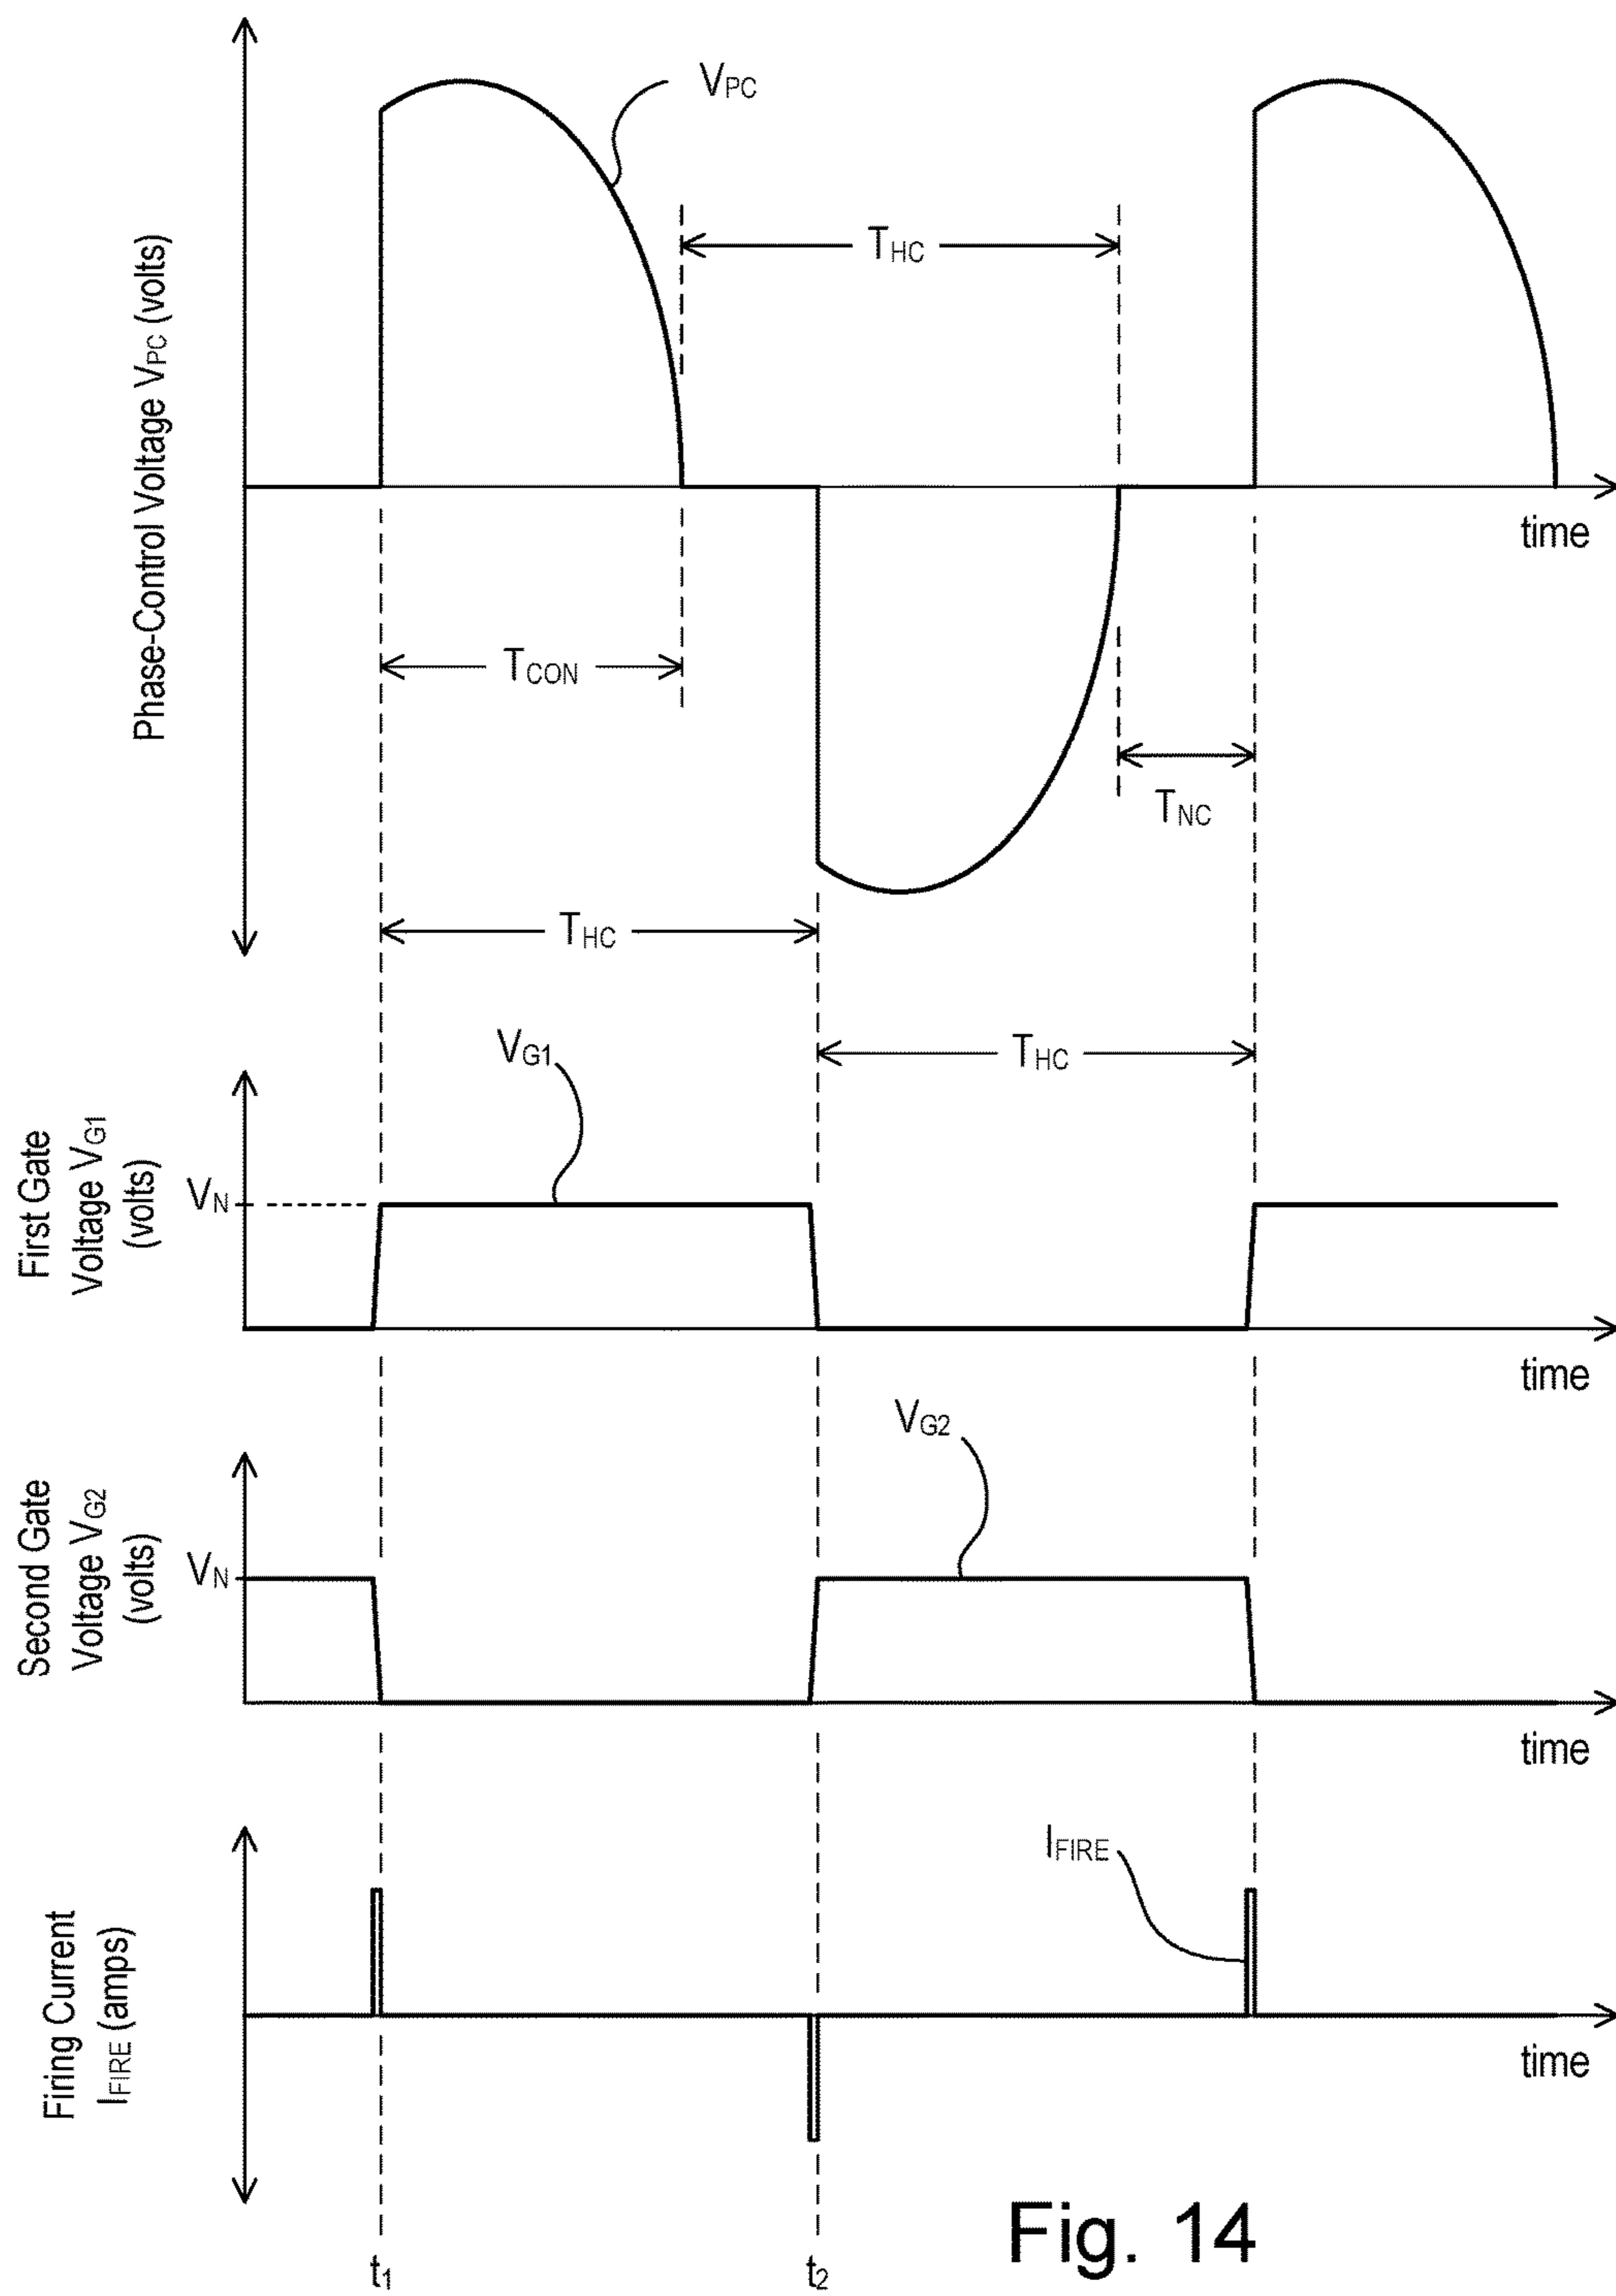 Phase-Control Voltage VPC (volts)
VPC
THC
time
TCON
TNC
THC
THC
First Gate
Voltage VG1
(volts)
VN
VG1
time
Second Gate
Voltage VG2
(volts)
VN
VG2
time
Firing Current
IFIRE (amps)
IFIRE
time
t1
t2
Fig. 14